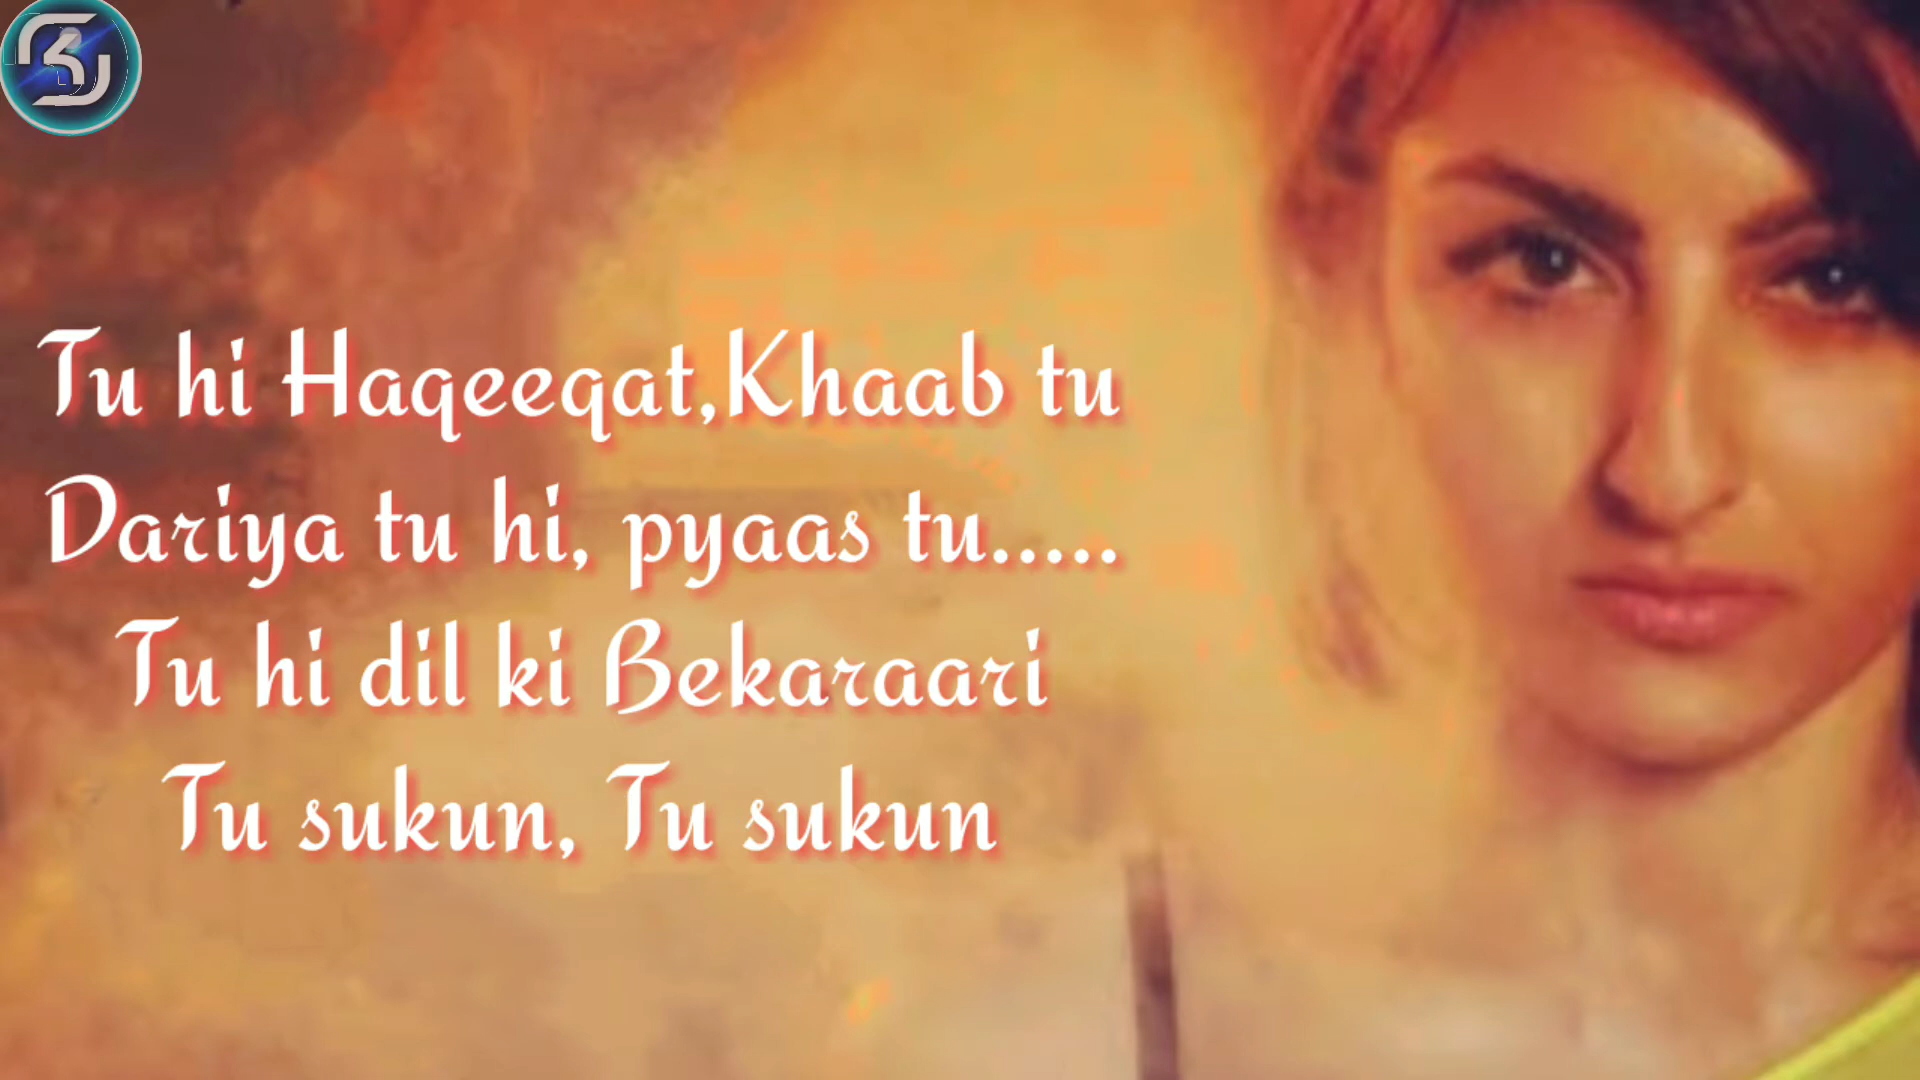 Tu hi Haqeeqat,Khaab tu
Dariya tu hi, pyaas tu.....
Tu hi dil ki Bekaraari
Tu sukun, Tu sukun